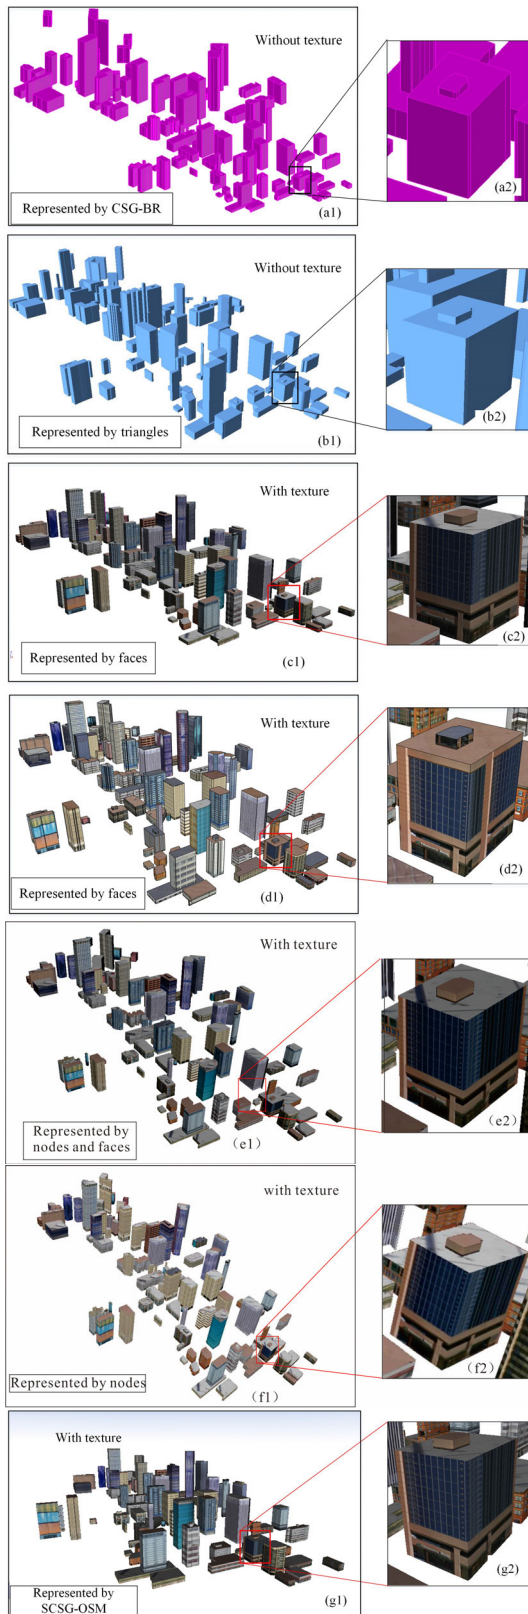 Without texture
Represented by CSG-BR
(a1)
(a2)
Without texture
Represented by triangles
(b1)
(b2)
With texture
Represented by faces
(c1)
(c2)
With texture
Represented by faces
(d1)
(d2)
With texture
Represented by
nodes and faces
(e1)
(e2)
with texture
Represented by nodes
(f1)
(f2)
With texture
Represented by
SCSG-OSM
(g1)
(g2)